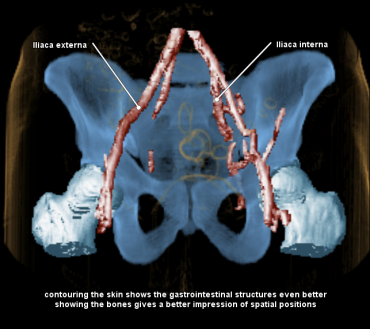 Iliaca externa
Iliaca interna
contouring the skin shows the gastrointestinal structures even better
showing the bones gives a better impression of spatial positions